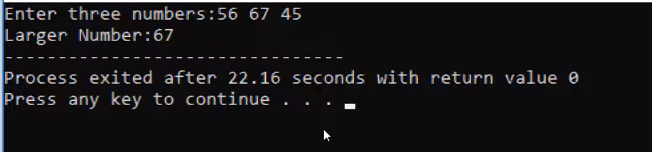 Enter three numbers:56 67 45
Larger Number:67
--------------------------------
Process exited after 22.16 seconds with return value 0
Press any key to continue . . .